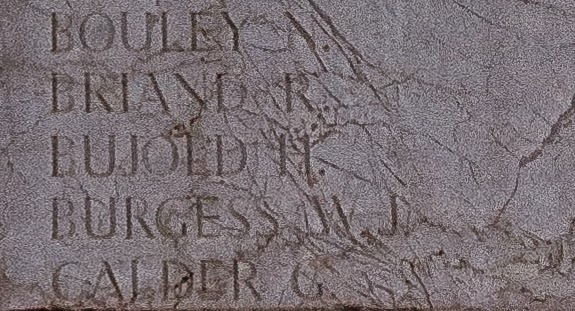 BOULEY N.
BRIAND R.
BUJOLD H.
BURGESS W.J.
CALDER G.